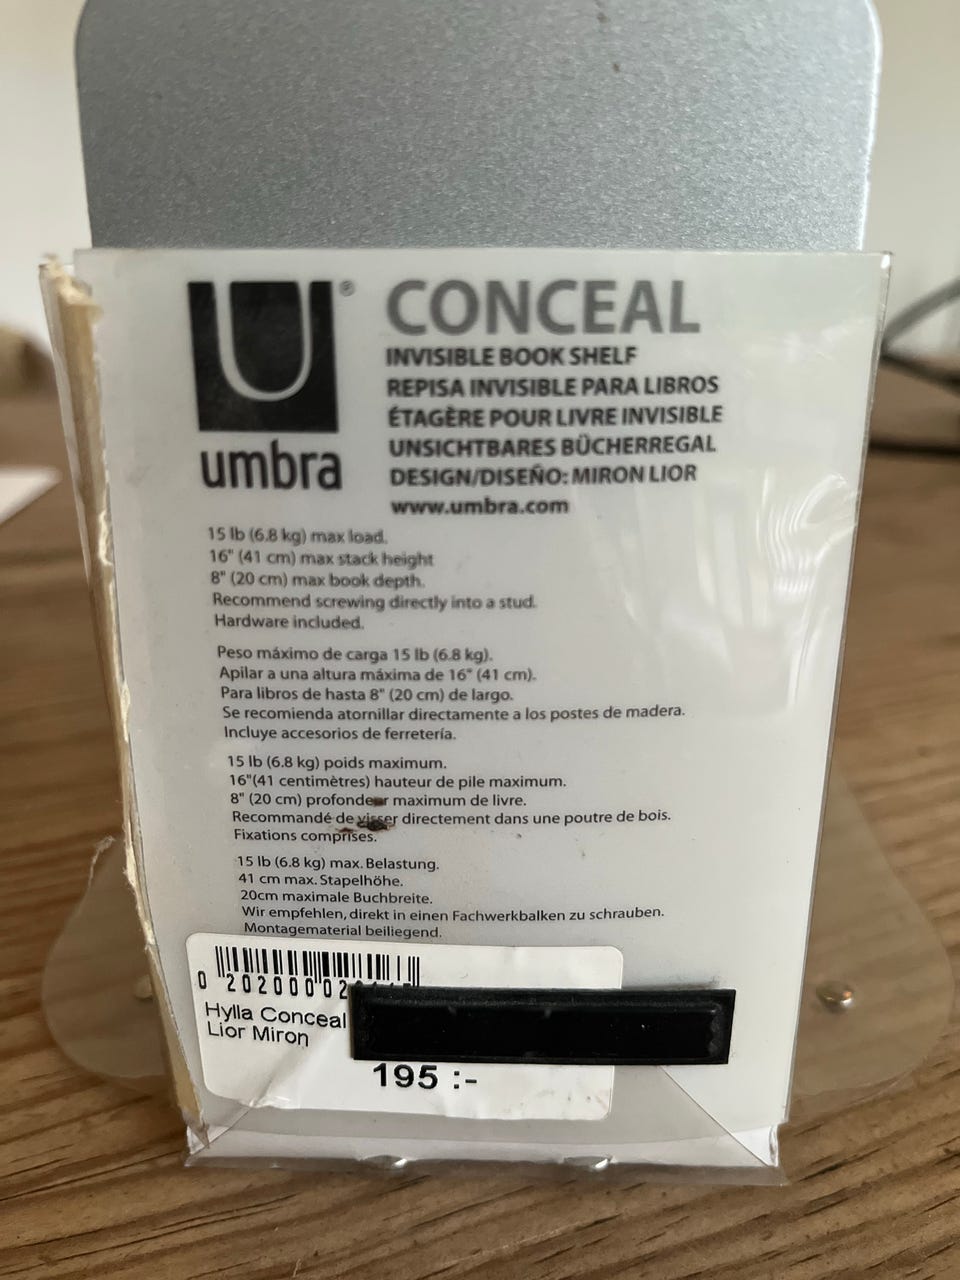 U®
umbra
CONCEAL
INVISIBLE BOOK SHELF
REPISA INVISIBLE PARA LIBROS
ÉTAGÈRE POUR LIVRE INVISIBLE
UNSICHTBARES BÜCHERREGAL
DESIGN/DISEÑO: MIRON LIOR
www.umbra.com
15 lb (6.8 kg) max load.
16" (41 cm) max stack height
8" (20 cm) max book depth.
Recommend screwing directly into a stud.
Hardware included.
Peso máximo de carga 15 lb (6.8 kg).
Apilar a una altura máxima de 16" (41 cm).
Para libros de hasta 8" (20 cm) de largo.
Se recomienda atornillar directamente a los postes de madera.
Incluye accesorios de ferretería.
15 lb (6.8 kg) poids maximum.
16"(41 centimètres) hauteur de pile maximum.
8" (20 cm) profondeur maximum de livre.
Recommandé de visser directement dans une poutre de bois.
Fixations comprises.
15 lb (6.8 kg) max. Belastung.
41 cm max. Stapelhöhe.
20cm maximale Buchbreite.
Wir empfehlen, direkt in einen Fachwerkbalken zu schrauben.
Montagematerial beiliegend.
0 202000 02
Hylla Conceal
Lior Miron
195 :-